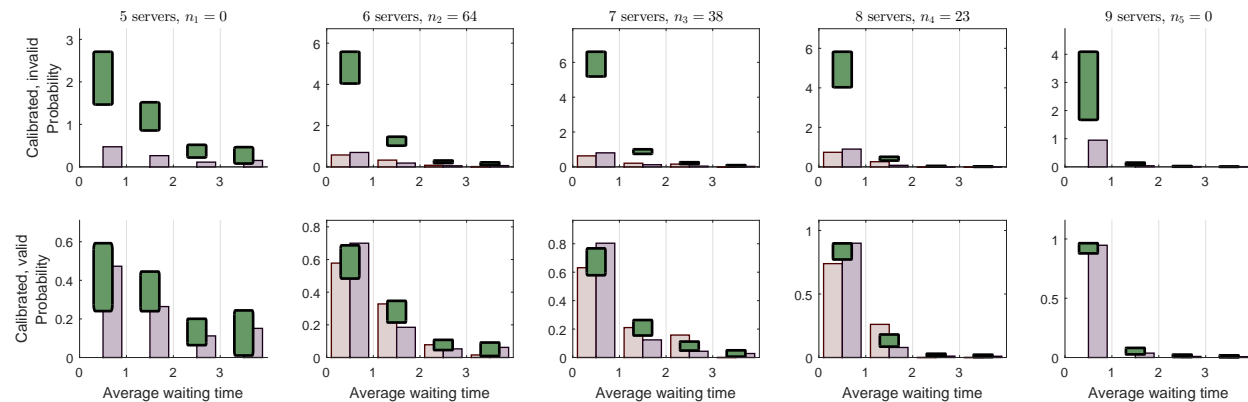 5 servers, n₁ = 0
6 servers, n₂ = 64
7 servers, n₃ = 38
8 servers, n₄ = 23
9 servers, n₅ = 0
Calibrated, invalid
Probability
3
2
1
0
0 1 2 3
6
4
2
0
0 1 2 3
8
6
4
2
0
0 1 2 3
6
4
2
0
0 1 2 3
4
3
2
1
0
0 1 2 3
Calibrated, valid
Probability
0.6
0.4
0.2
0
0 1 2 3
Average waiting time
0.8
0.6
0.4
0.2
0
0 1 2 3
Average waiting time
0.8
0.6
0.4
0.2
0
0 1 2 3
Average waiting time
1
0.5
0
0 1 2 3
Average waiting time
1
0.5
0
0 1 2 3
Average waiting time